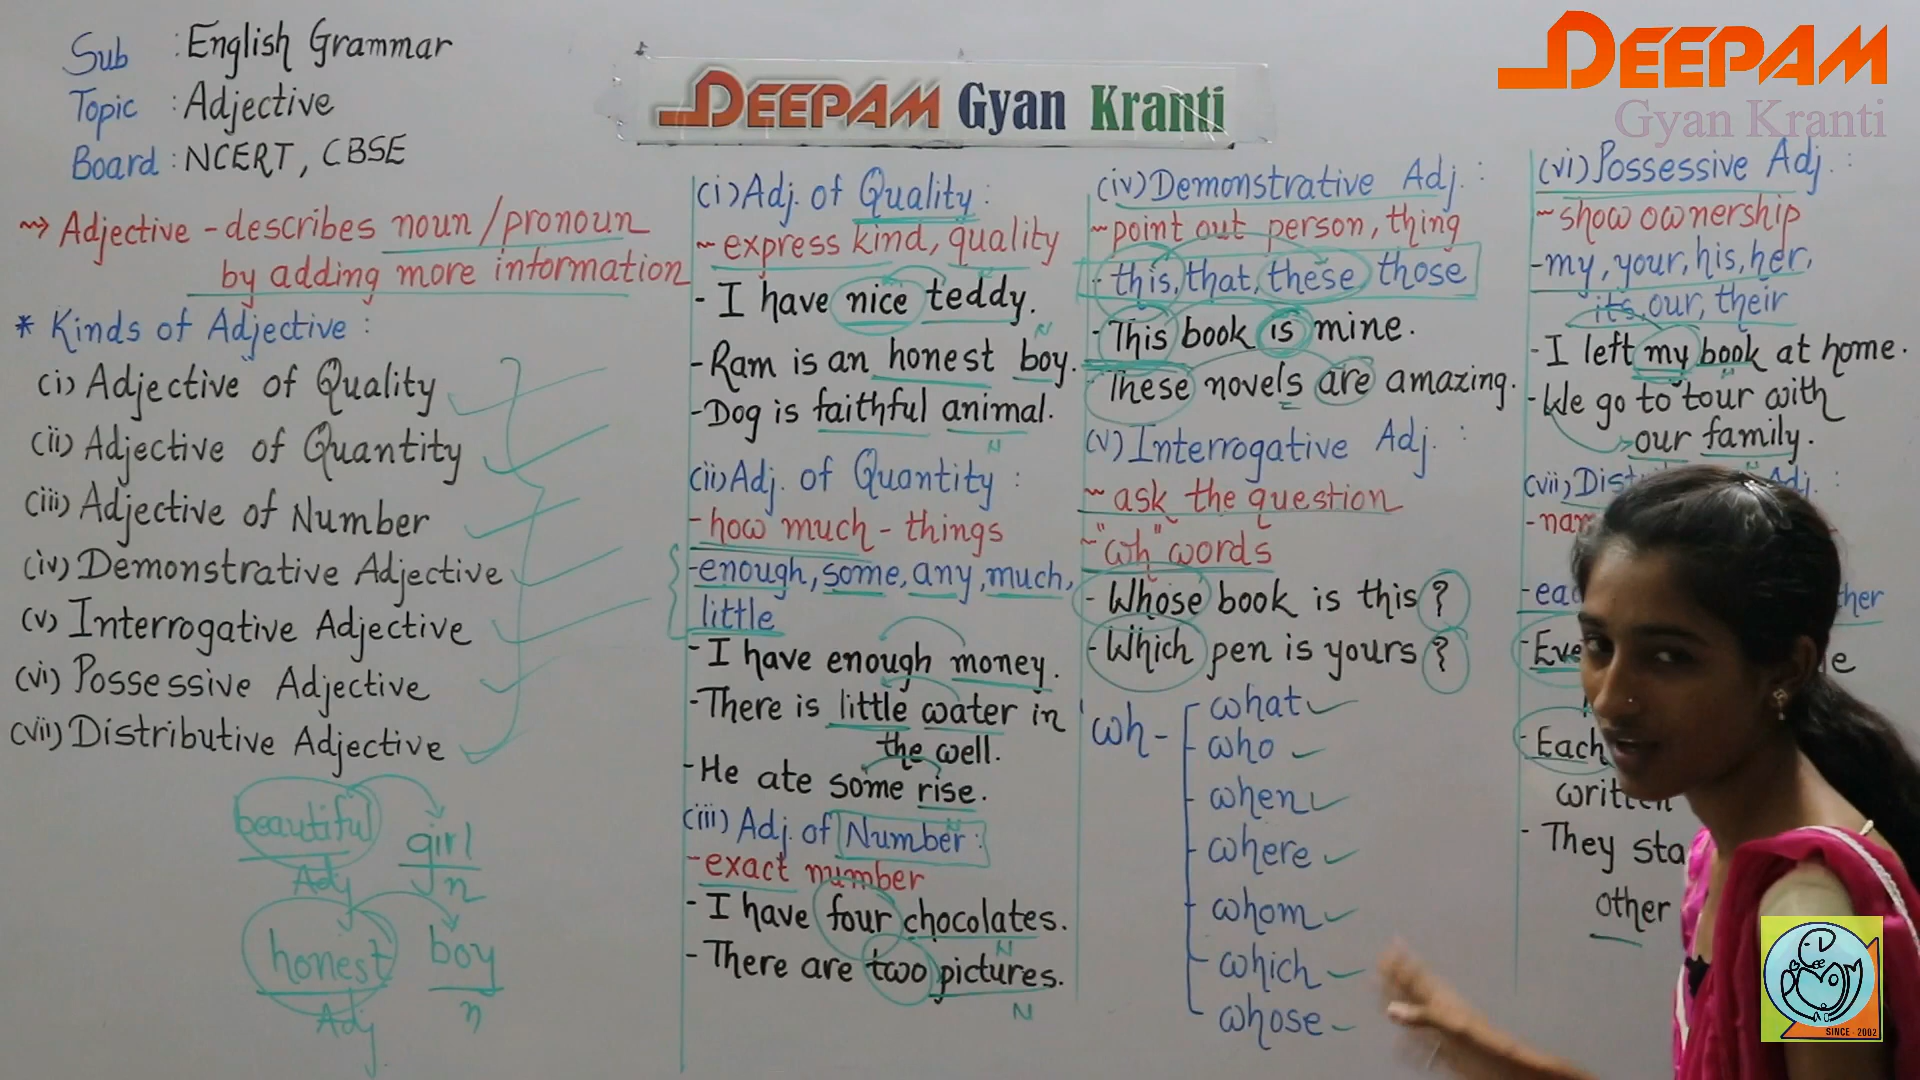 Sub : English Grammar
Topic : Adjective
Board : NCERT, CBSE
DEEPAM Gyan Kranti
DEEPAM
Gyan Kranti
Adjective - describes noun/pronoun
by adding more information
* Kinds of Adjective :
(i) Adjective of Quality
(ii) Adjective of Quantity
(iii) Adjective of Number
(iv) Demonstrative Adjective
(v) Interrogative Adjective
(vi) Possessive Adjective
(vii) Distributive Adjective
beautiful girl
Adj n
honest boy
Adj n
(i) Adj. of Quality :
~ express kind, quality
- I have nice teddy.
N
- Ram is an honest boy.
- Dog is faithful animal.
N
(ii) Adj. of Quantity :
- how much - things
- enough, some, any, much,
little
- I have enough money.
- There is little water in
the well.
- He ate some rise.
N
(iii) Adj. of Number :
- exact number
- I have four chocolates.
N
- There are two pictures.
N
(iv) Demonstrative Adj. :
~ point out person, thing
- this, that, these those
- This book is mine.
- These novels are amazing.
(v) Interrogative Adj. :
~ ask the question
~ "wh" words
- Whose book is this ?
- Which pen is yours ?
'wh -
what
who
when
where
whom
which
whose
(vi) Possessive Adj. :
~ show ownership
- my, your, his, her,
its, our, their
- I left my book at home.
- We go to tour with
our family.
(vii) Adj. :
- Each
written
- They
other
SINCE - 2002